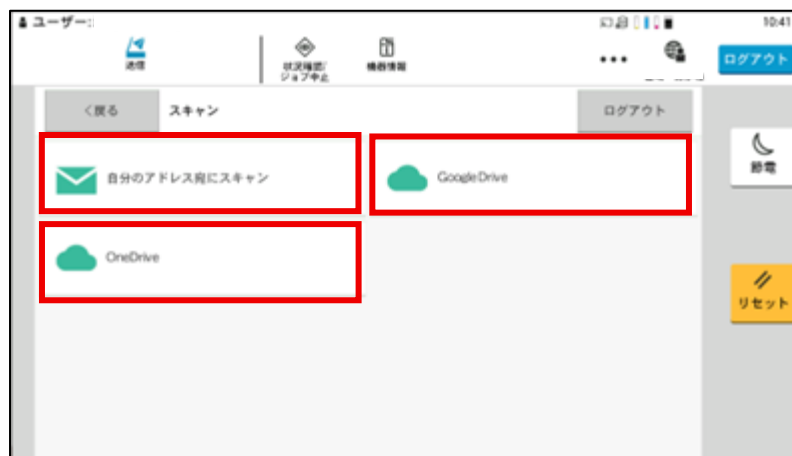 ユーザー:
10:41
送信
状況確認/
ジョブ中止
機器情報
ログアウト
<戻る
スキャン
ログアウト
自分のアドレス宛にスキャン
Google Drive
OneDrive
節電
リセット